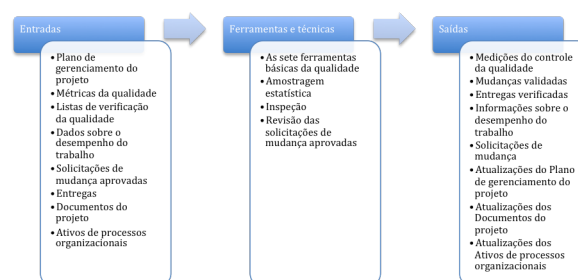 Entradas
• Plano de
gerenciamento do
projeto
• Métricas da qualidade
• Listas de verificação
da qualidade
• Dados sobre o
desempenho do
trabalho
• Solicitações de
mudança aprovadas
• Entregas
• Documentos do
projeto
• Ativos de processos
organizacionais
Ferramentas e técnicas
• As sete ferramentas
básicas da qualidade
• Amostragem
estatística
• Inspeção
• Revisão das
solicitações de
mudança aprovadas
Saídas
• Medições do controle
da qualidade
• Mudanças validadas
• Entregas verificadas
• Informações sobre o
desempenho do
trabalho
• Solicitações de
mudança
• Atualizações do Plano
de gerenciamento do
projeto
• Atualizações dos
Documentos do
projeto
• Atualizações dos
Ativos de processos
organizacionais